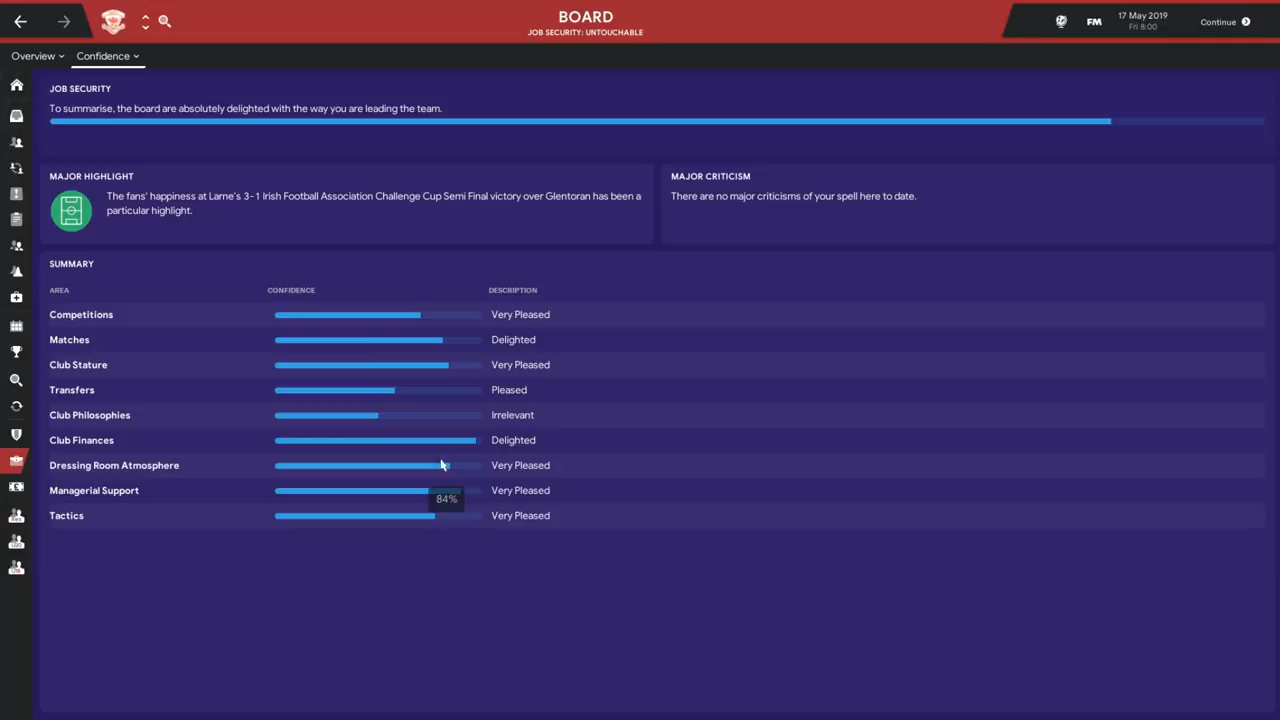 BOARD
JOB SECURITY: UNTOUCHABLE
FM
17 May 2019
Fri 8:00
Continue
Overview
Confidence
JOB SECURITY
To summarise, the board are absolutely delighted with the way you are leading the team.
MAJOR HIGHLIGHT
The fans' happiness at Larne's 3-1 Irish Football Association Challenge Cup Semi Final victory over Glentoran has been a
particular highlight.
MAJOR CRITICISM
There are no major criticisms of your spell here to date.
SUMMARY
AREA CONFIDENCE DESCRIPTION
Competitions Very Pleased
Matches Delighted
Club Stature Very Pleased
Transfers Pleased
Club Philosophies Irrelevant
Club Finances Delighted
Dressing Room Atmosphere Very Pleased
Managerial Support Very Pleased
84%
Tactics Very Pleased